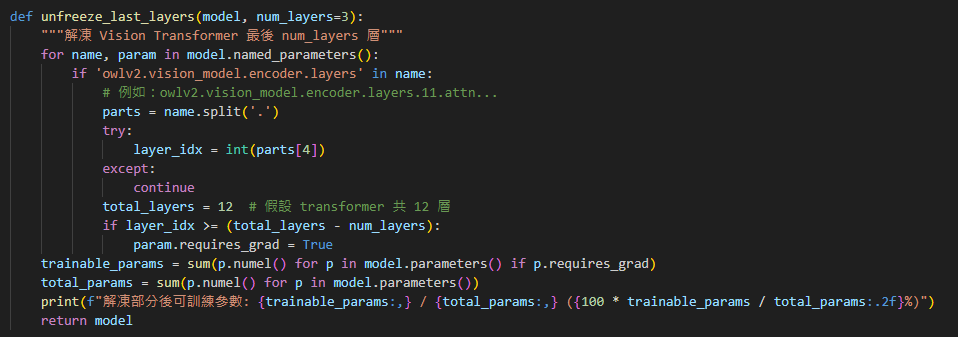 def unfreeze_last_layers(model, num_layers=3):
    """解凍 Vision Transformer 最後 num_layers 層"""
    for name, param in model.named_parameters():
        if 'owlv2.vision_model.encoder.layers' in name:
            # 例如：owlv2.vision_model.encoder.layers.11.attn...
            parts = name.split('.')
            try:
                layer_idx = int(parts[4])
            except:
                continue
            total_layers = 12  # 假設 transformer 共 12 層
            if layer_idx >= (total_layers - num_layers):
                param.requires_grad = True
    trainable_params = sum(p.numel() for p in model.parameters() if p.requires_grad)
    total_params = sum(p.numel() for p in model.parameters())
    print(f"解凍部分後可訓練參數: {trainable_params:,} / {total_params:,} ({100 * trainable_params / total_params:.2f}%)")
    return model